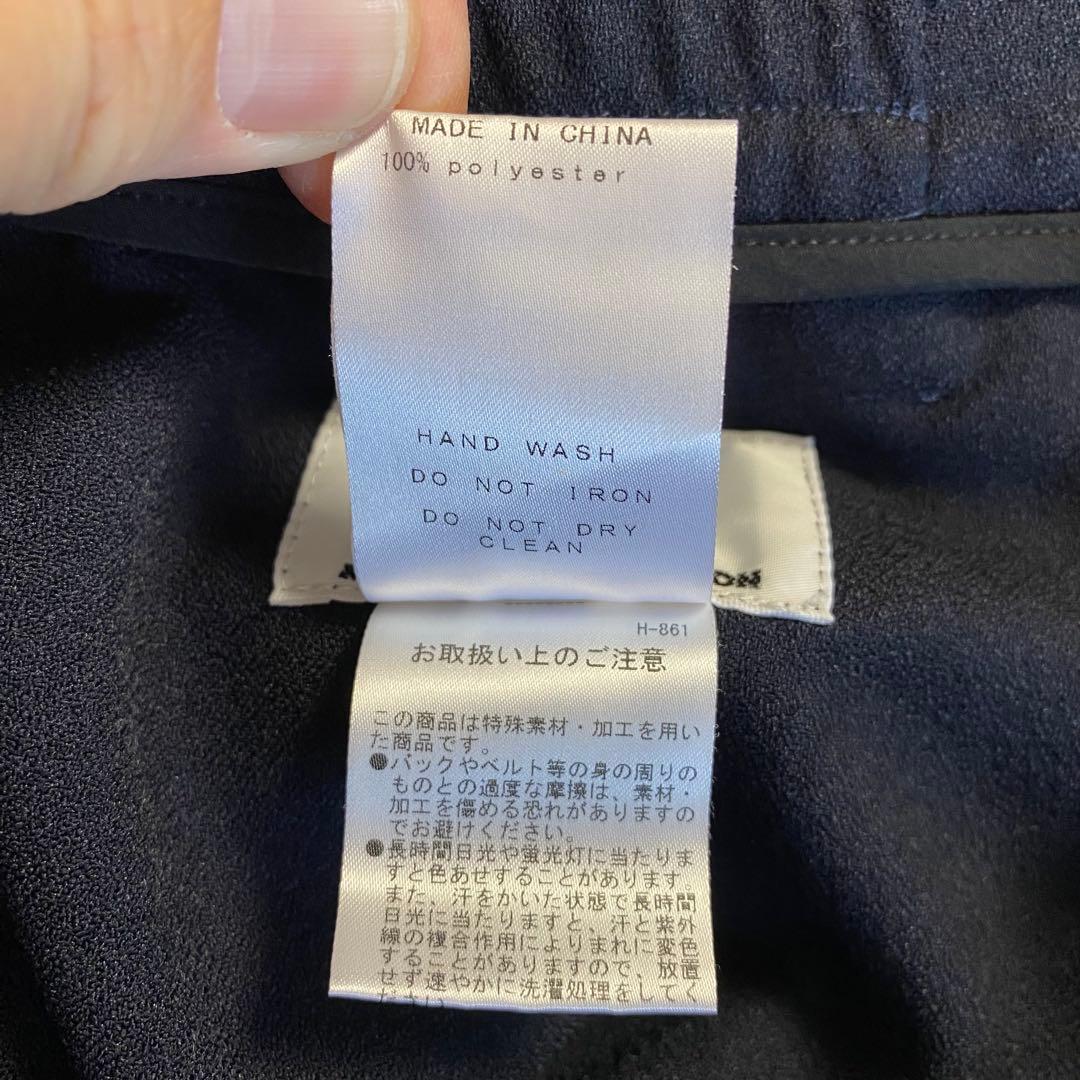 MADE IN CHINA
100% polyester
HAND WASH
DO NOT IRON
DO NOT DRY
CLEAN
ON
H-861
お取扱い上のご注意
この商品は特殊素材・加工を用い
た商品です。
●バックやベルト等の身の周りの
ものとの過度な摩擦は、素材・
加工を傷める恐れがありますの
でお避けください。
●長時間日光や蛍光灯に当たりま
すと色あせすることがあります
また、汗をかいた状態で長時間
日光に当たりますと、汗と紫外
線の複合作用によりまれに変色
することがありますので、放置
せず速やかに洗濯処理をしてく
ださい